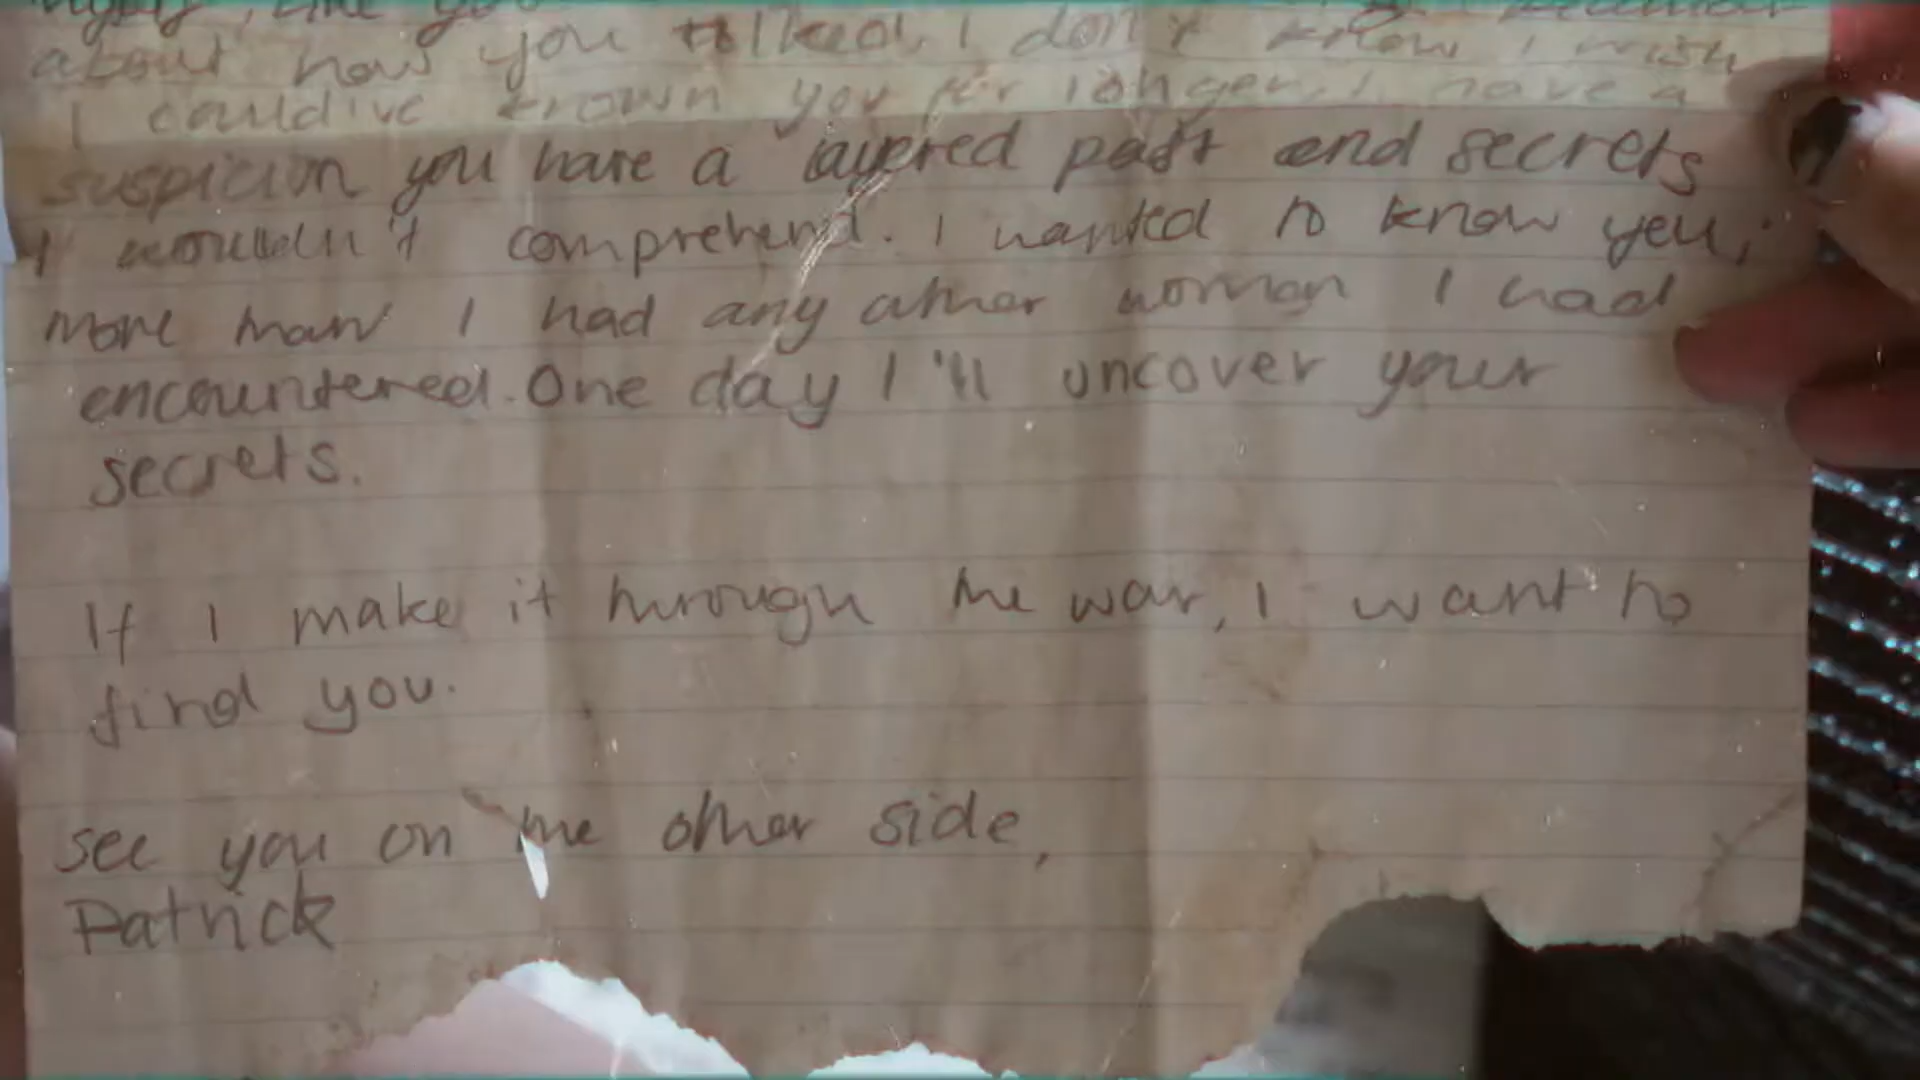 myself, like you
about how you talked, I don't know, I wish
I could've known you for longer, I have a
suspicion you have a layered past and secrets
I wouldn't comprehend. I wanted to know you,
more than I had any other woman I had
encountered. One day I'll uncover your
secrets.
If I make it through the war, I want to
find you.
see you on the other side,
Patrick